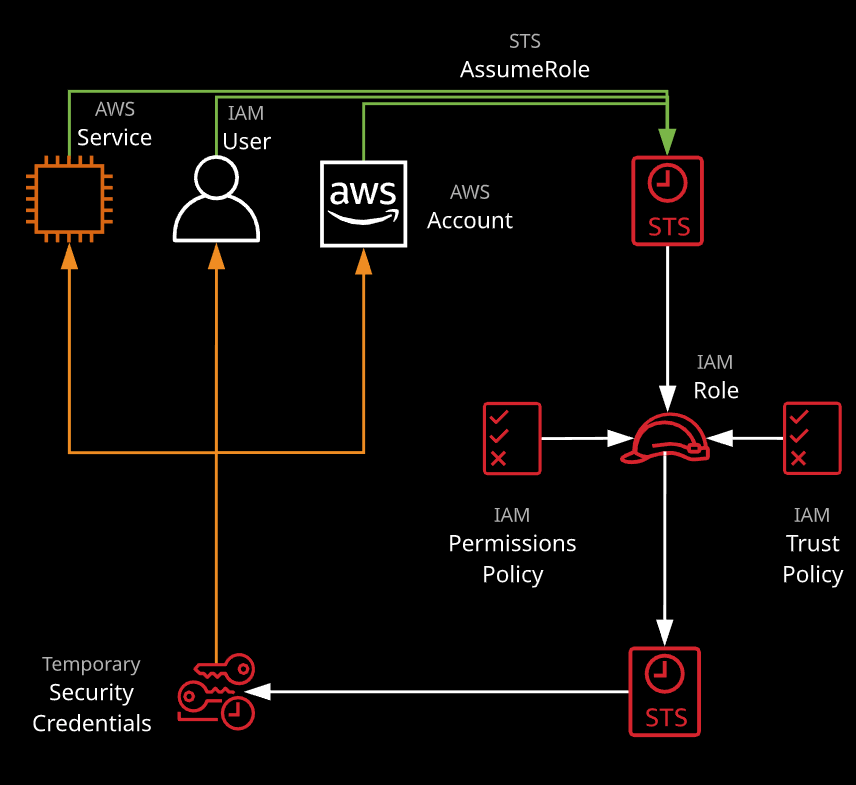 STS
AssumeRole
AWS
Service
IAM
User
aws
AWS
Account
STS
IAM
Role
IAM
Permissions
Policy
IAM
Trust
Policy
Temporary
Security
Credentials
STS